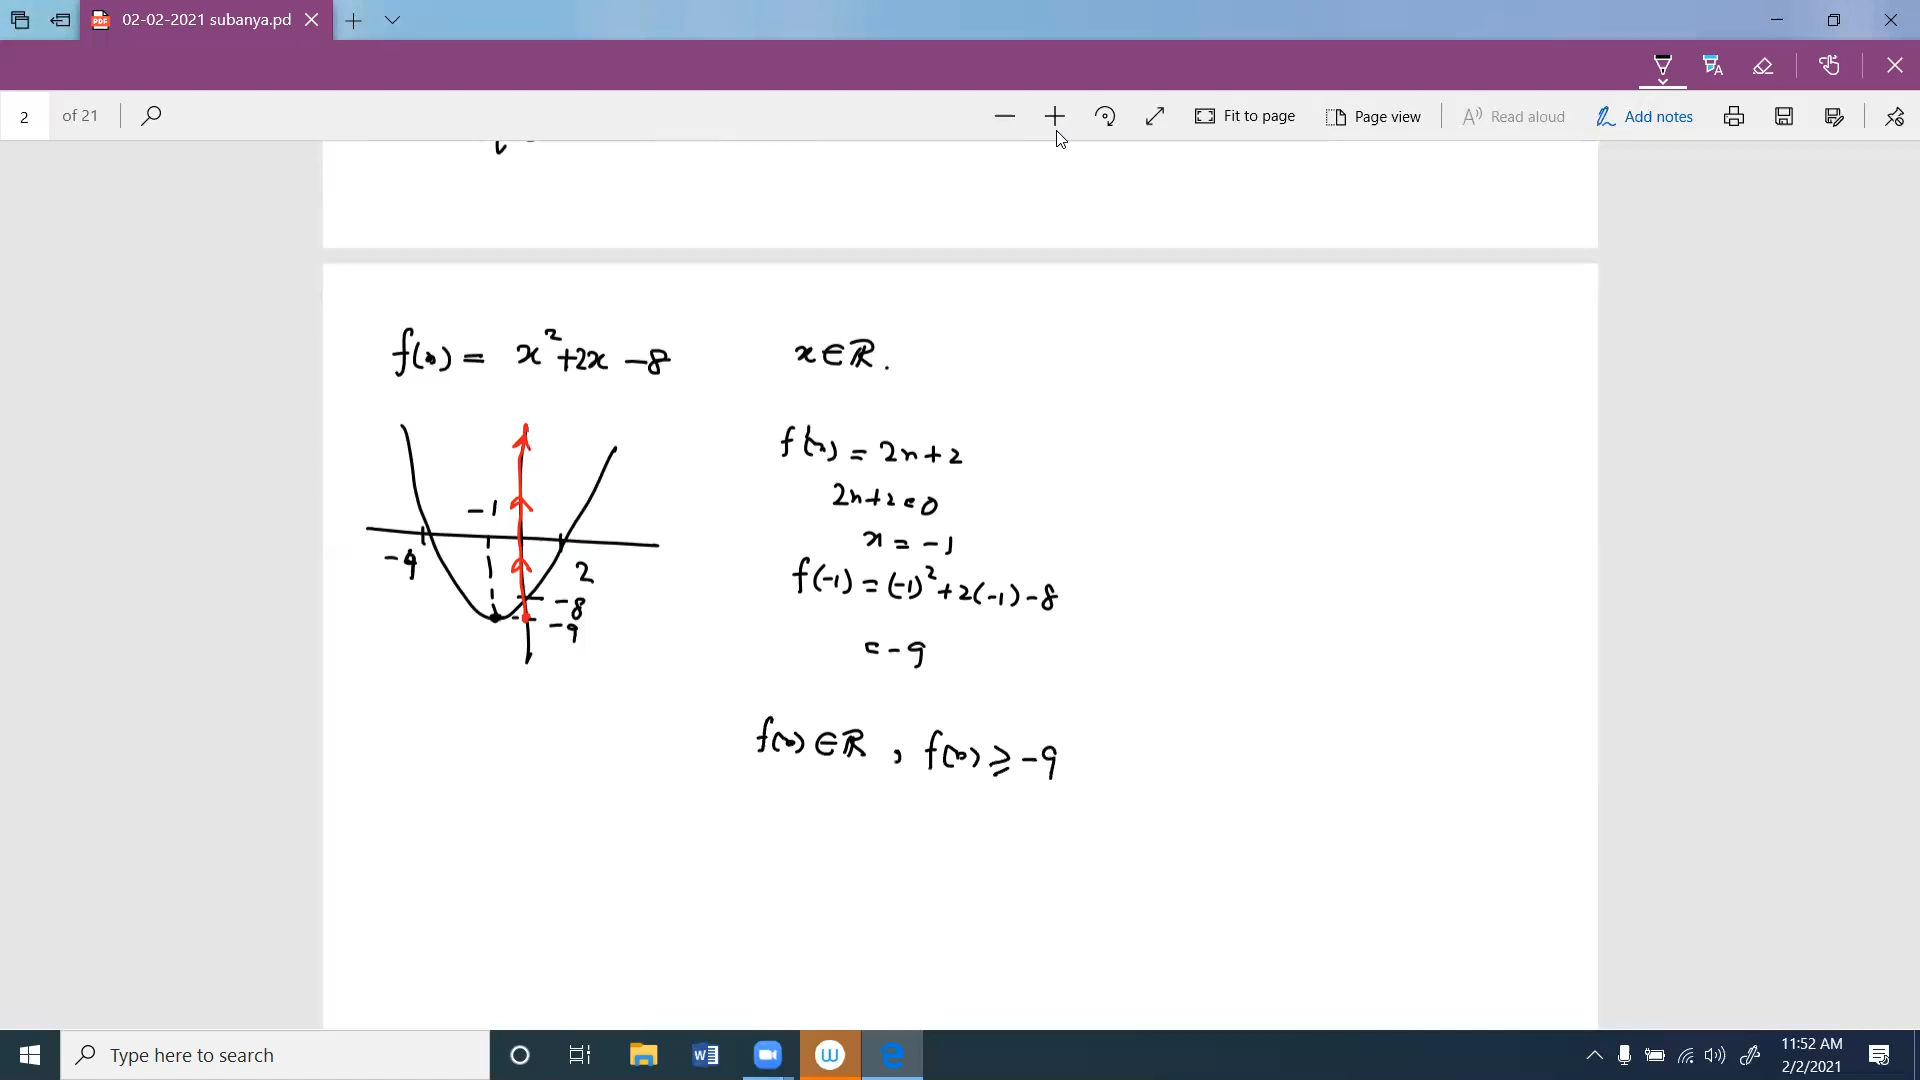 02-02-2021 subanya.pd
2 of 21
Fit to page
Page view
Read aloud
Add notes
f(x) = x²+2x -8
x∈ℝ.
f'(x) = 2x+2
2x+2=0
x = -1
f(-1) = (-1)²+2(-1)-8
= -9
-1
-4
2
-8
-9
f(x)∈ℝ , f(x) ≥ -9
Type here to search
11:52 AM
2/2/2021